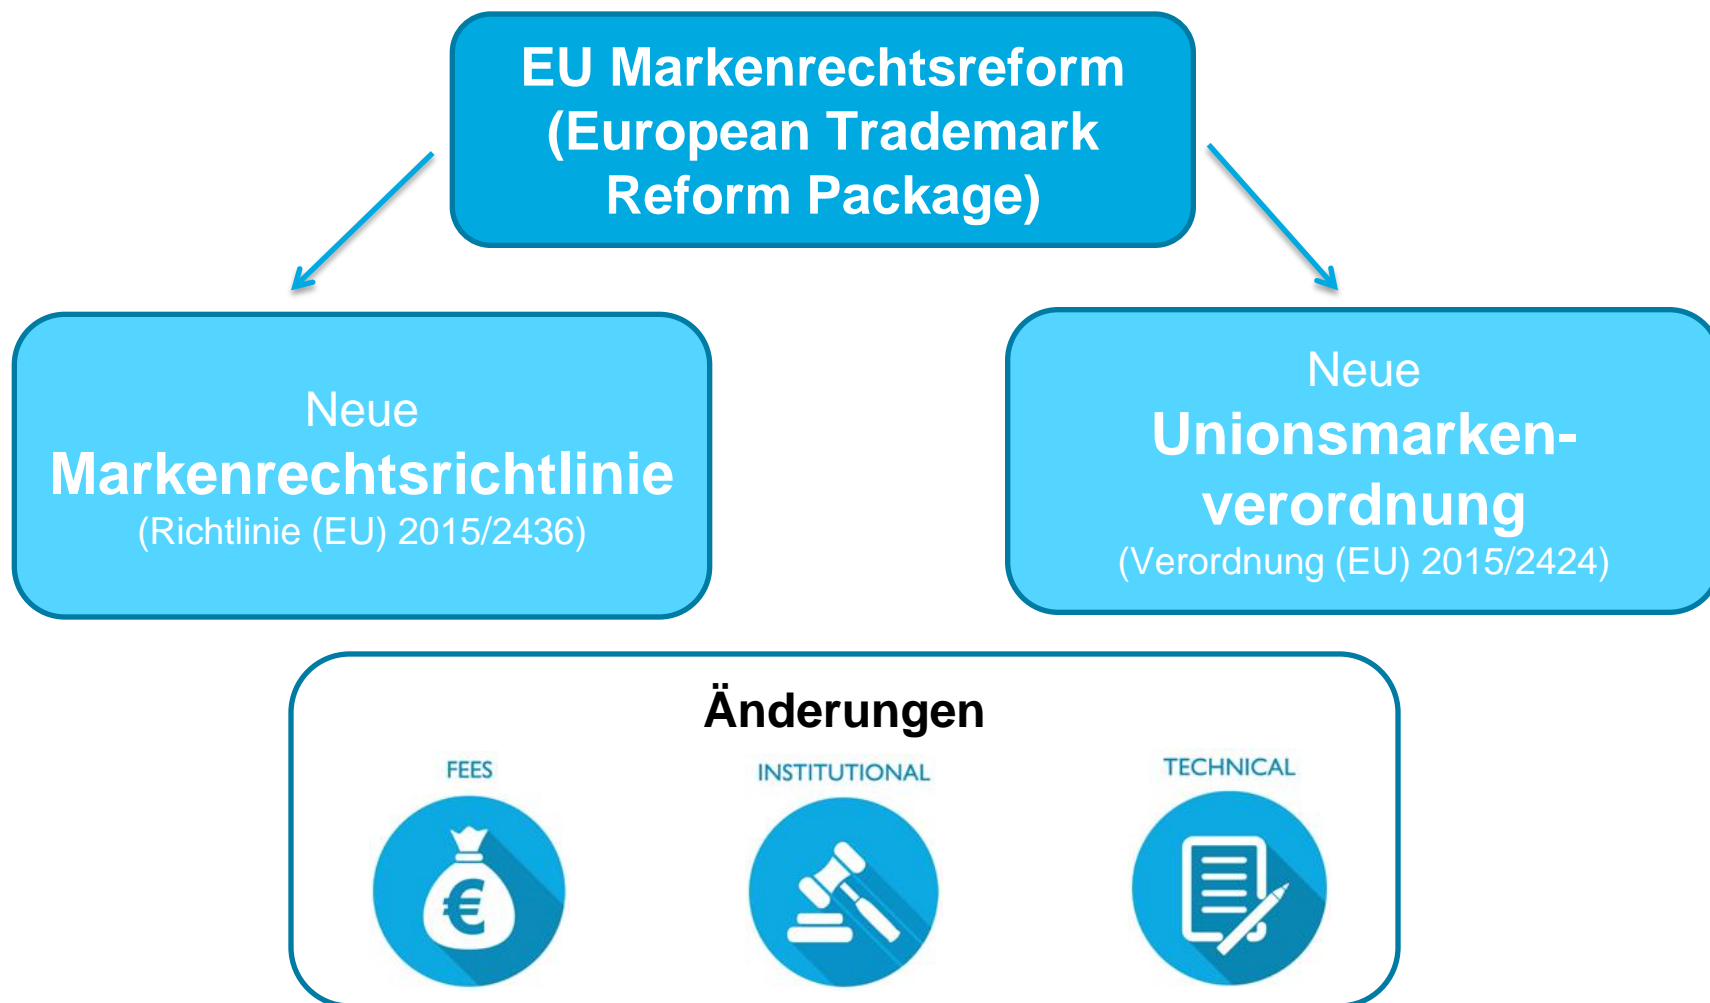 EU Markenrechtsreform
(European Trademark
Reform Package)
Neue
Markenrechtsrichtlinie
(Richtlinie (EU) 2015/2436)
Neue
Unionsmarken-
verordnung
(Verordnung (EU) 2015/2424)
Änderungen
FEES
INSTITUTIONAL
TECHNICAL
€